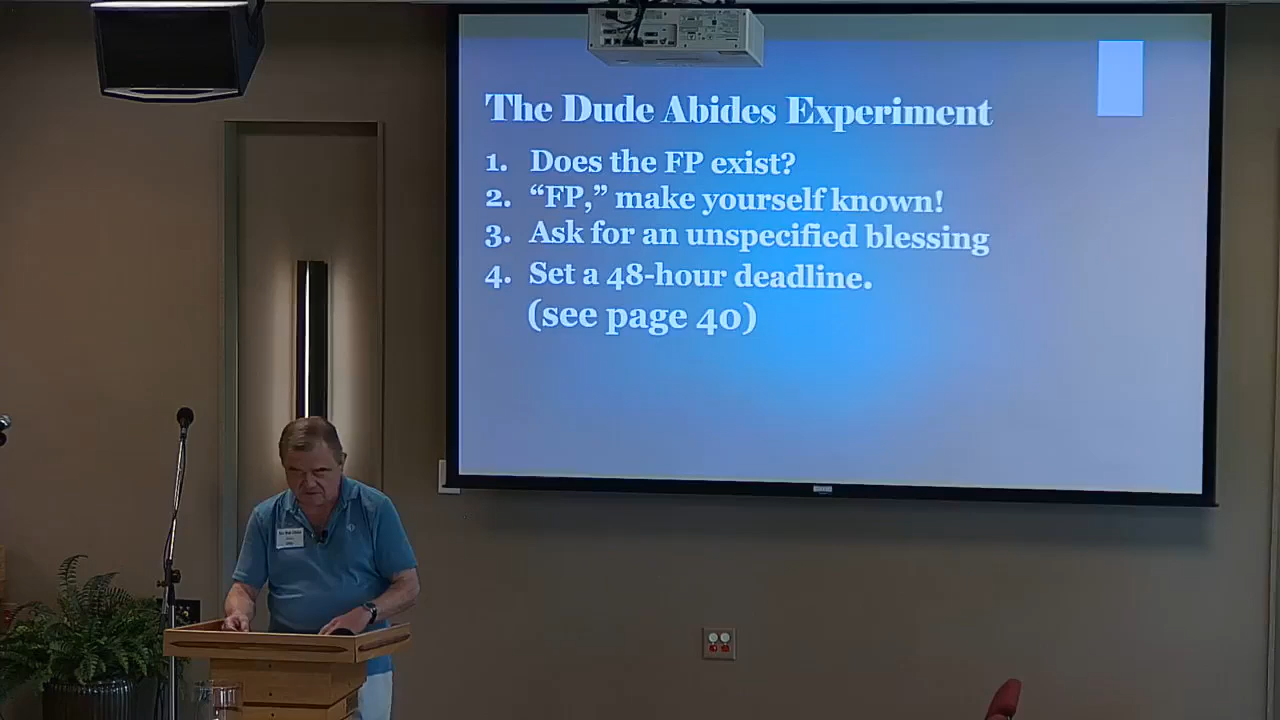 The Dude Abides Experiment
1. Does the FP exist?
2. “FP,” make yourself known!
3. Ask for an unspecified blessing
4. Set a 48-hour deadline.
(see page 40)